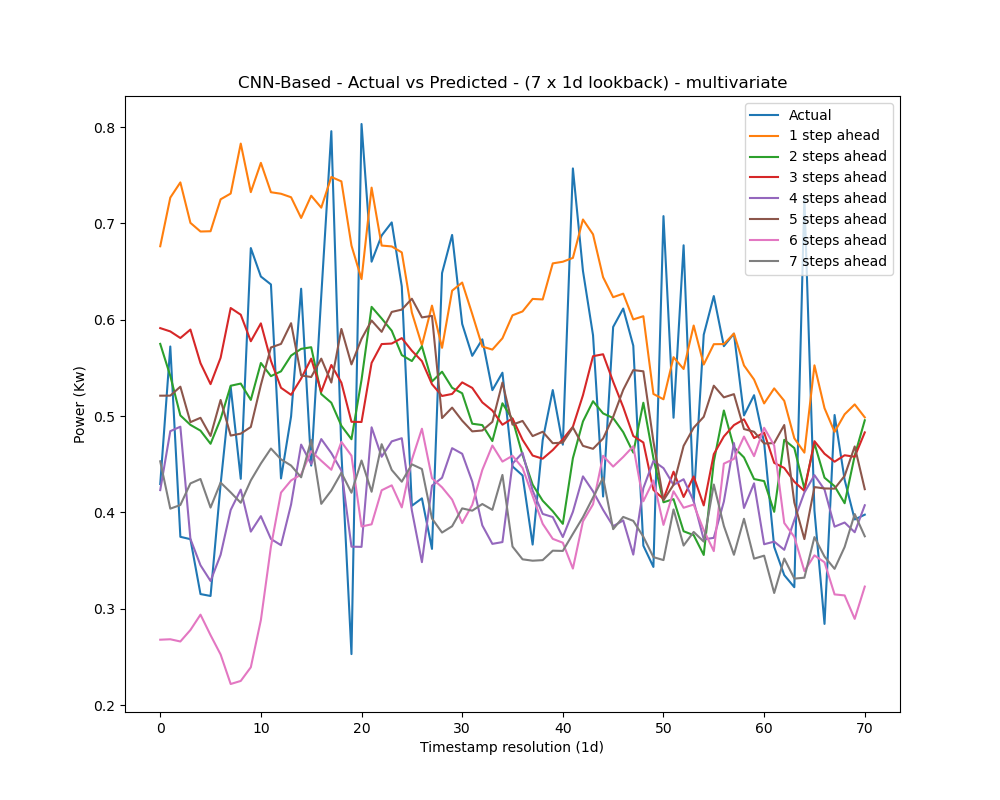 CNN-Based - Actual vs Predicted - (7 x 1d lookback) - multivariate
Actual
1 step ahead
2 steps ahead
3 steps ahead
4 steps ahead
5 steps ahead
6 steps ahead
7 steps ahead
0.8
0.7
0.6
0.5
0.4
0.3
0.2
Power (Kw)
0 10 20 30 40 50 60 70
Timestamp resolution (1d)